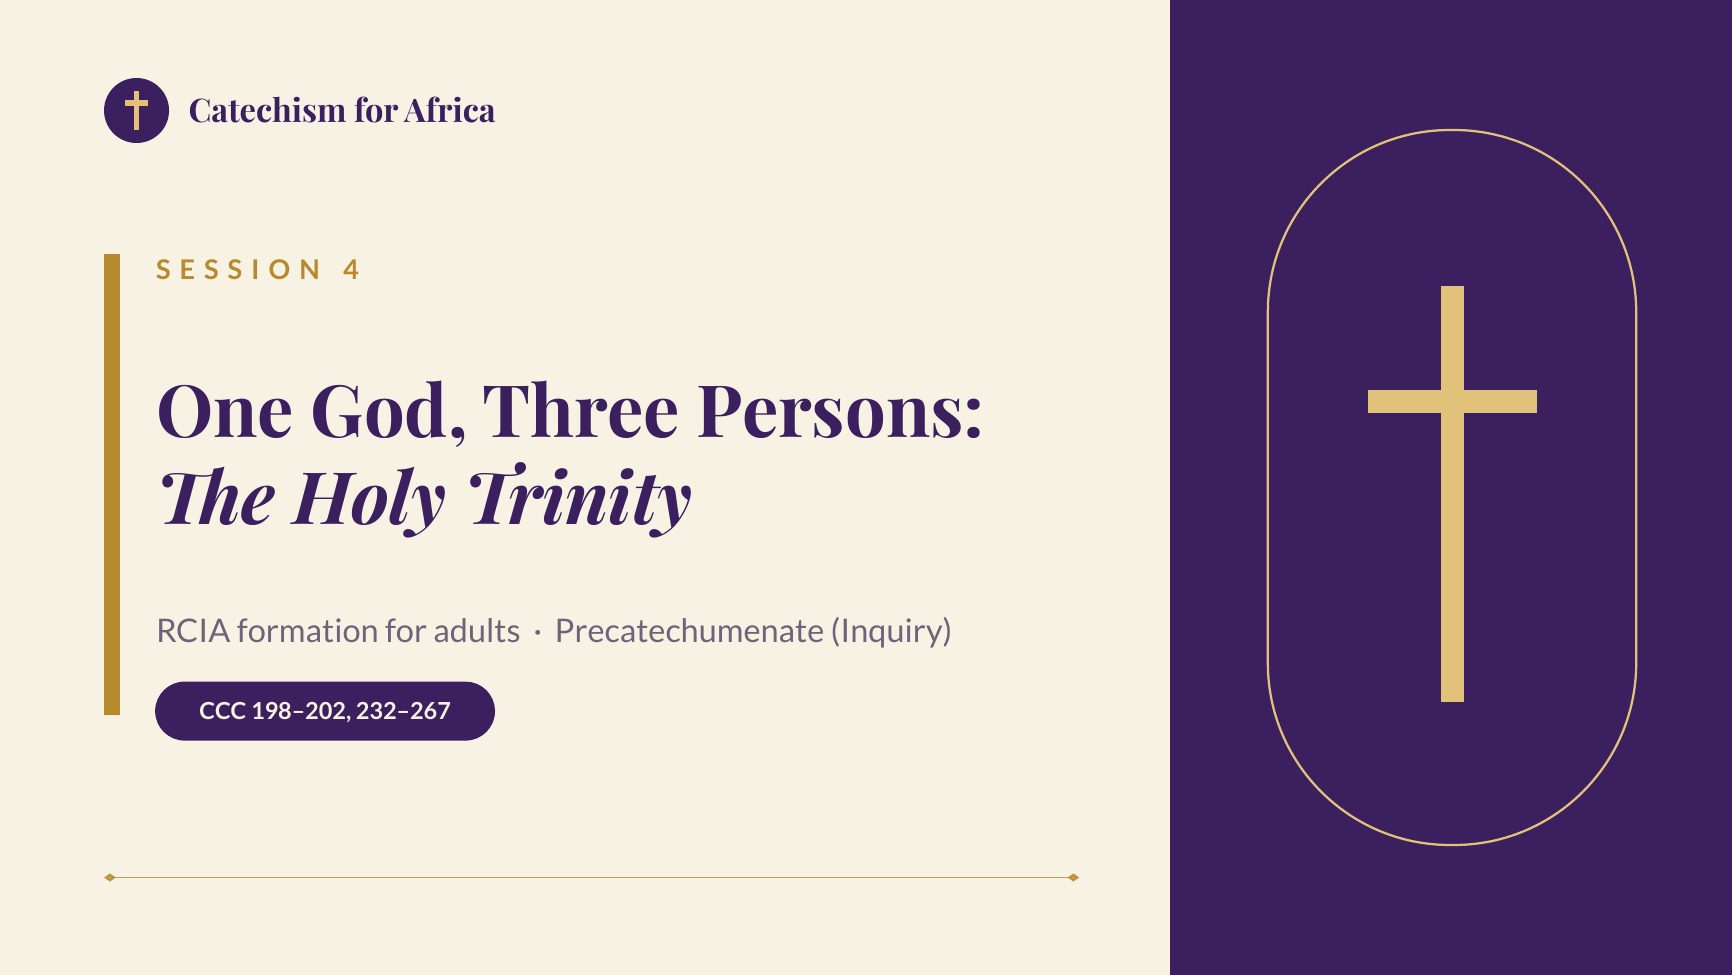 Catechism for Africa
SESSION 4
One God, Three Persons:
The Holy Trinity
RCIA formation for adults · Precatechumenate (Inquiry)
CCC 198–202, 232–267